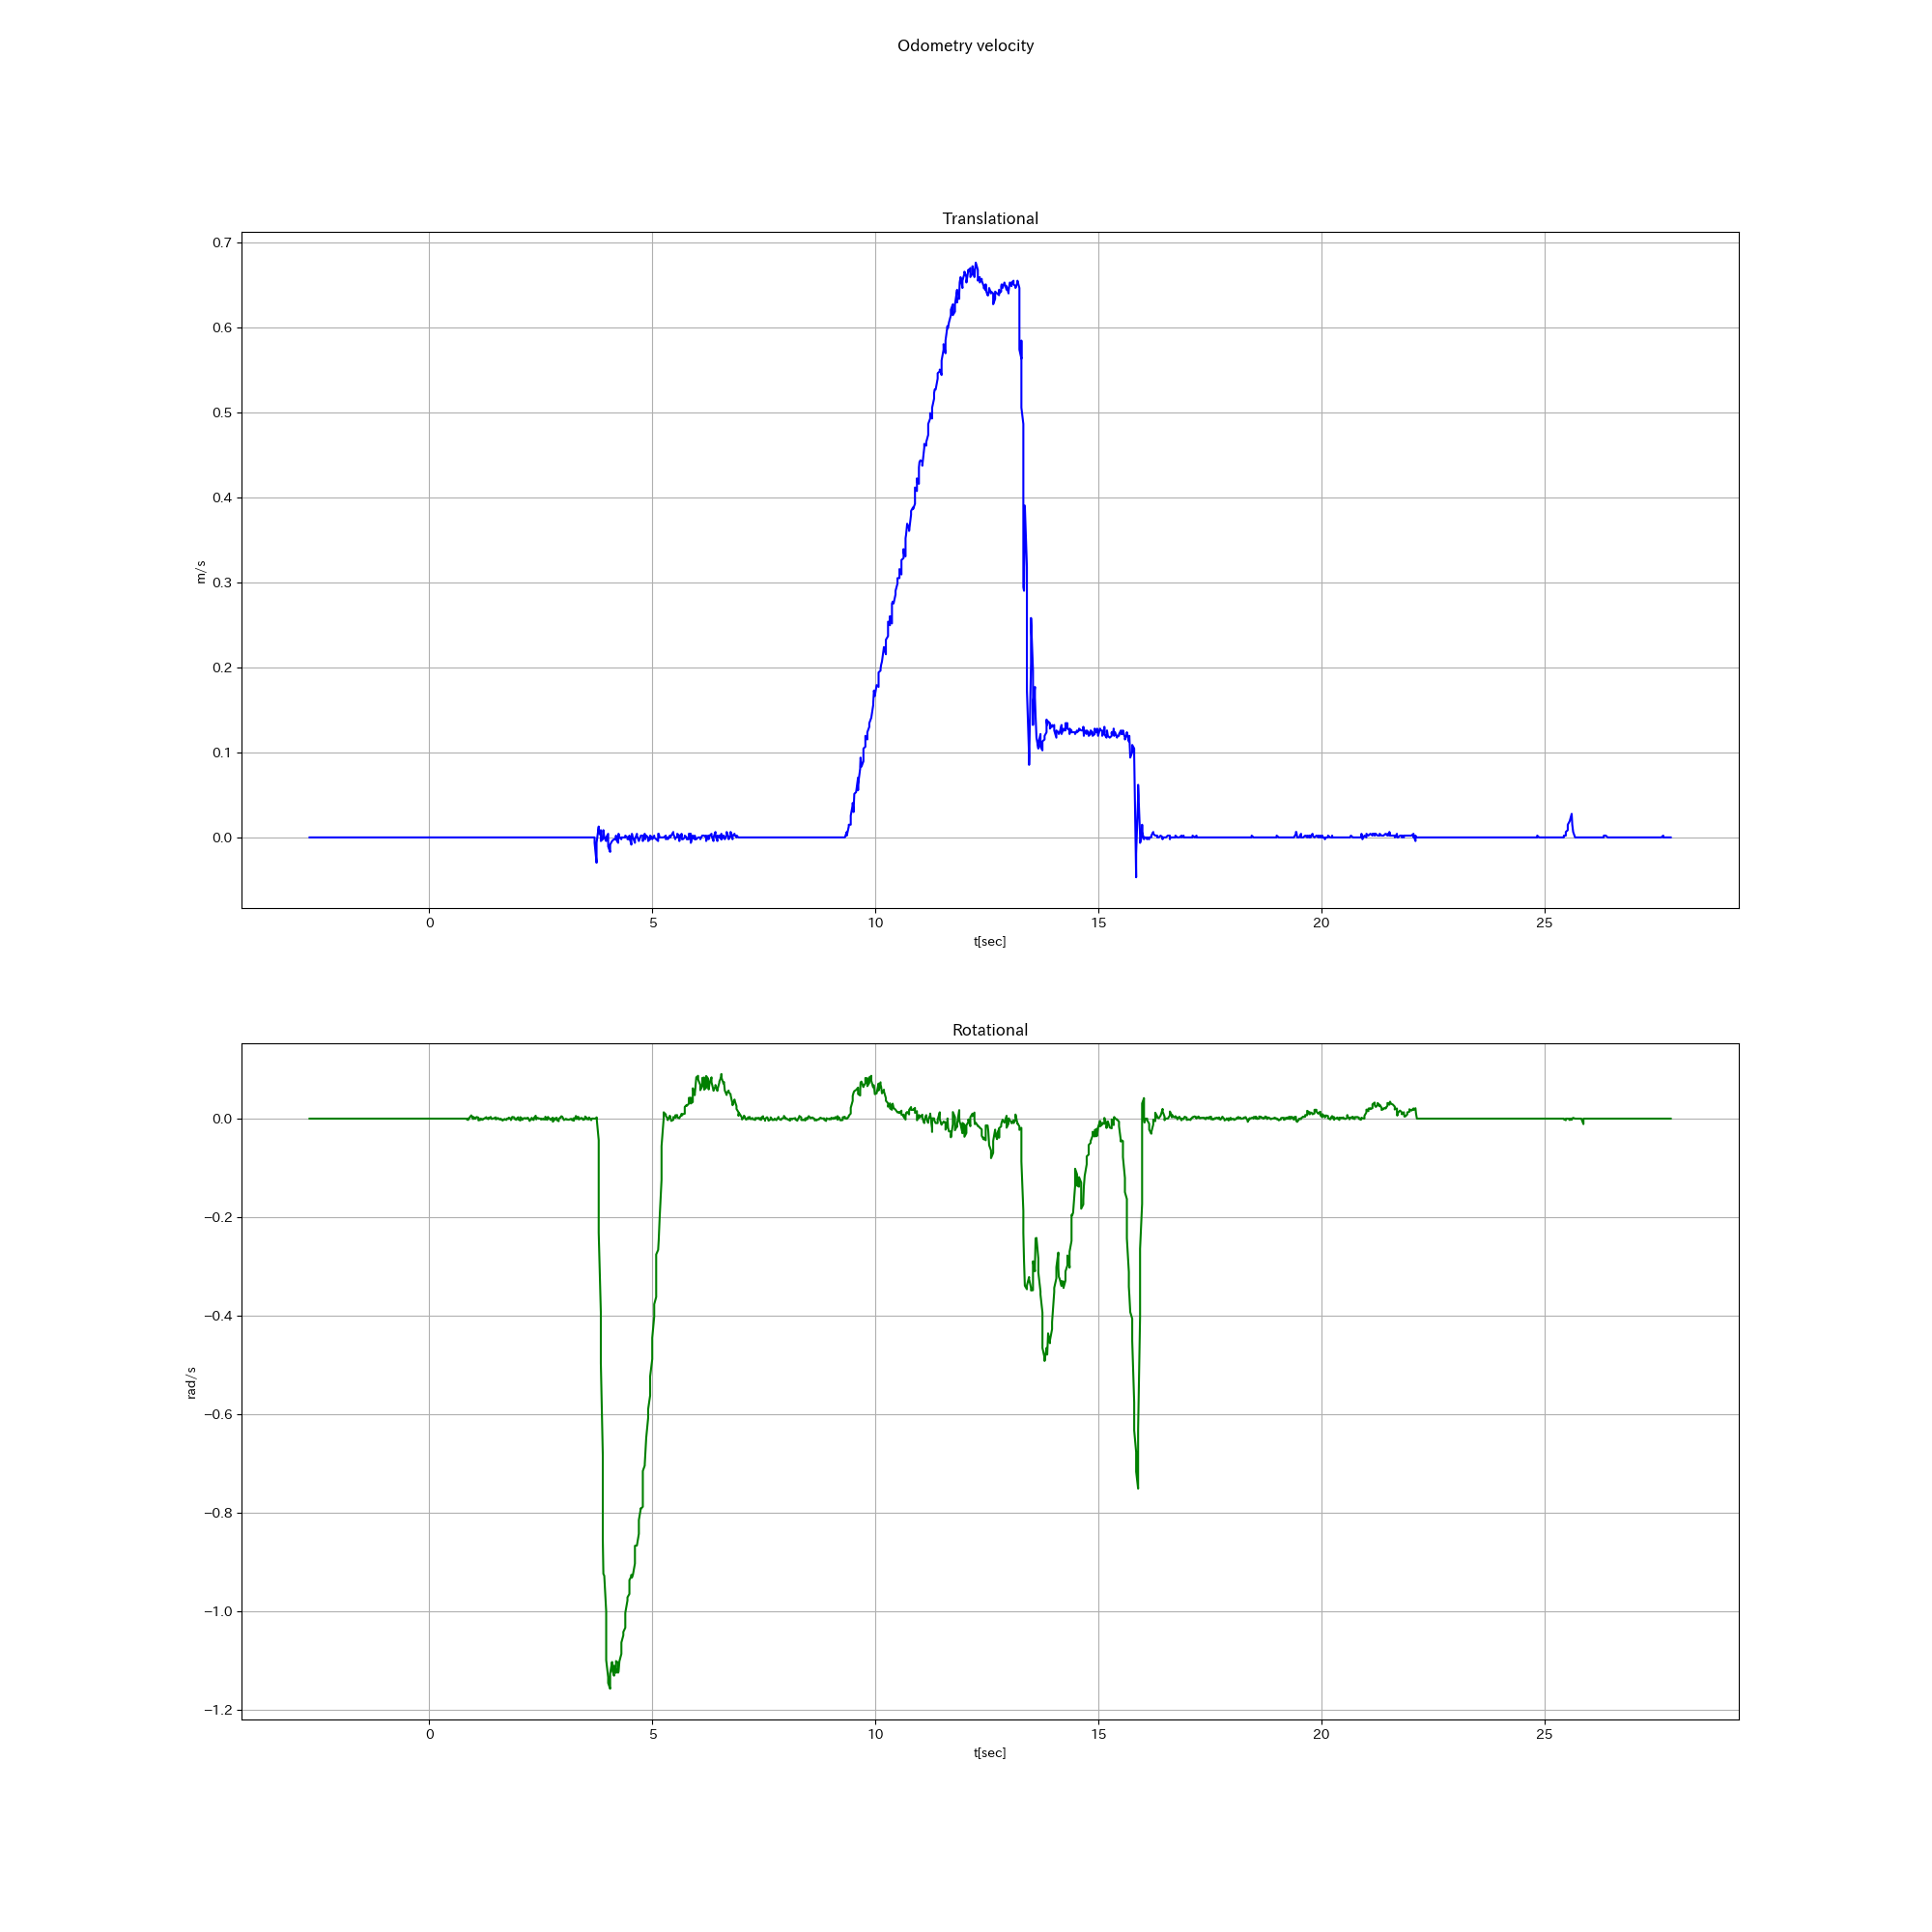 Odometry velocity
Translational
0.7
0.6
0.5
0.4
0.3
0.2
0.1
0.0
m/s
0 5 10 15 20 25
t[sec]
Rotational
0.0
−0.2
−0.4
−0.6
−0.8
−1.0
−1.2
rad/s
0 5 10 15 20 25
t[sec]